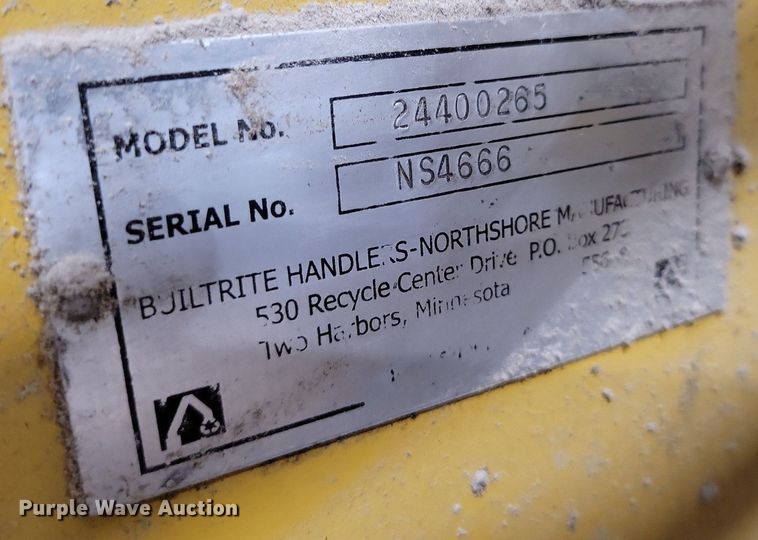 MODEL No. 24400265
SERIAL No. NS4666
BUILTRITE HANDLERS-NORTHSHORE MANUFACTURING
530 Recycle Center Drive P.O. Box
Two Harbors, Minnesota
Purple Wave Auction